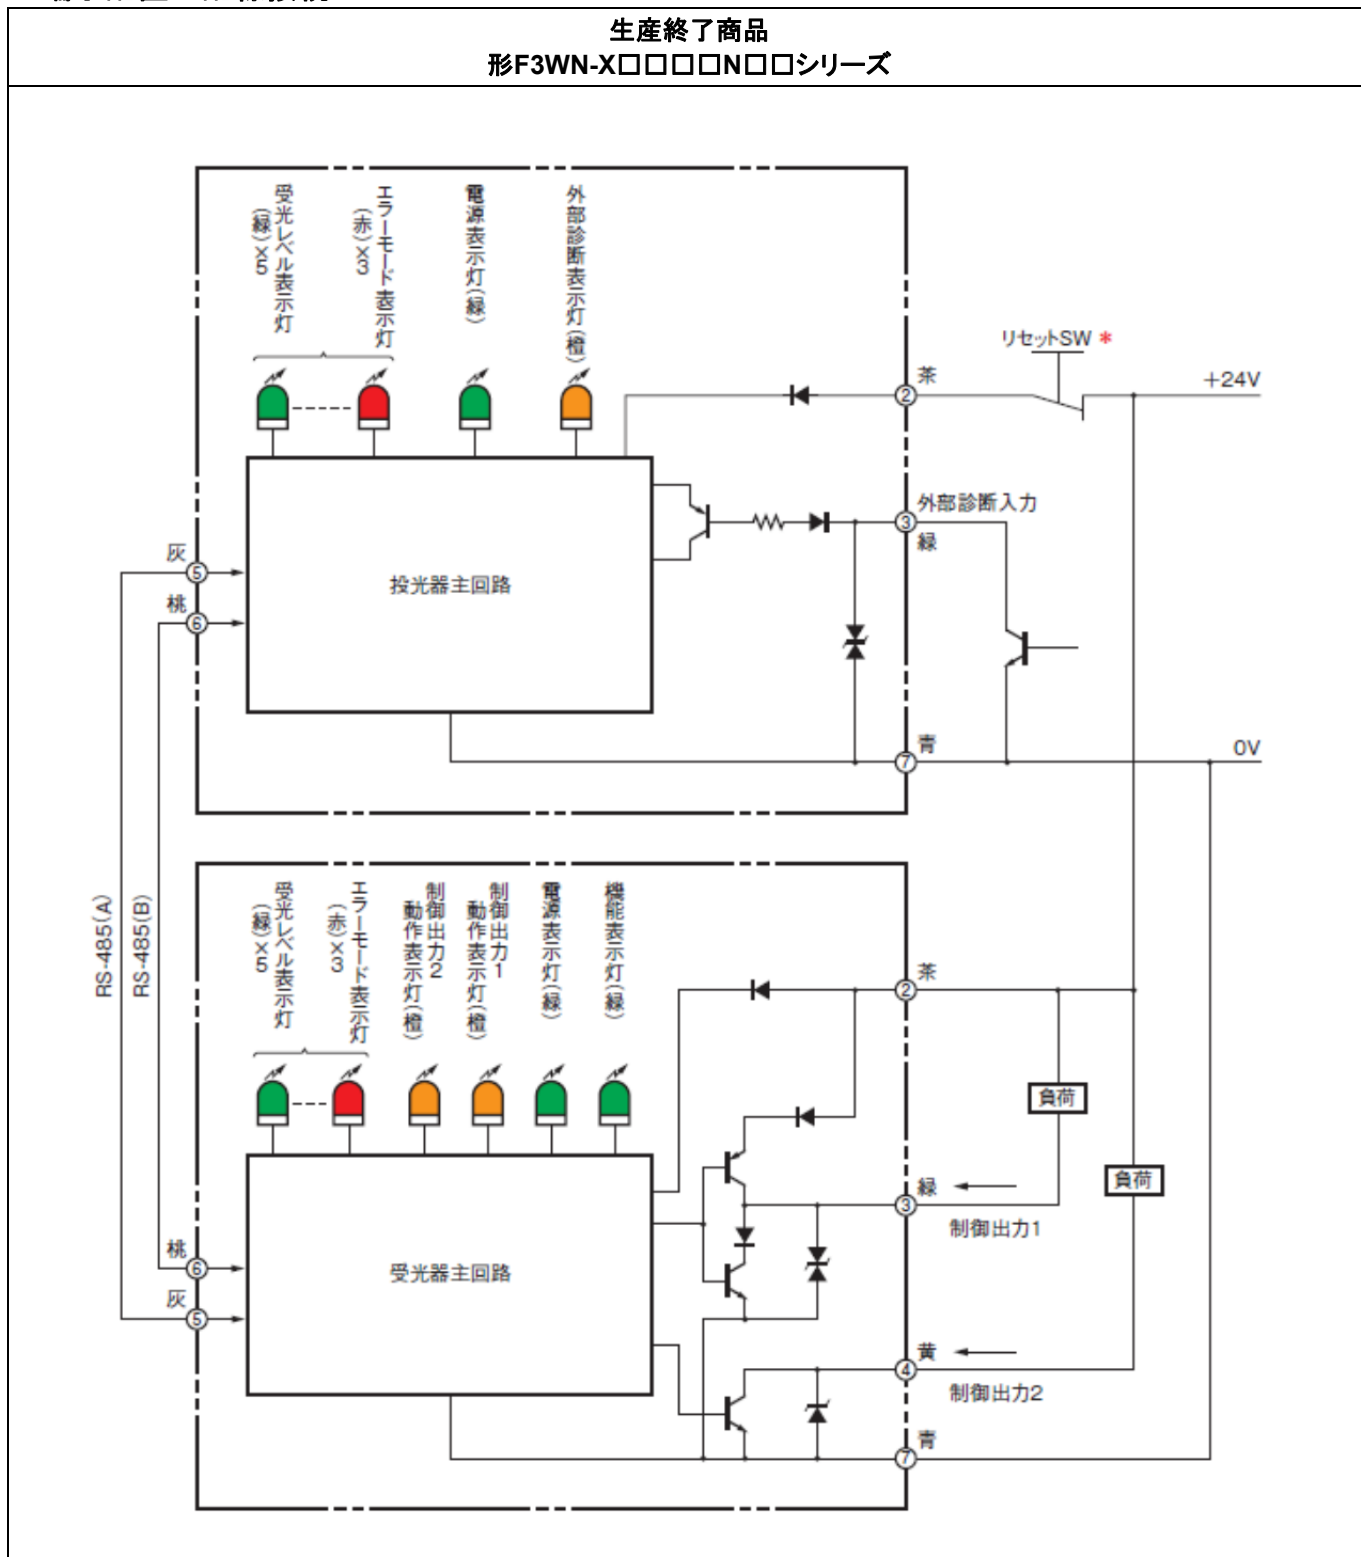 生産終了商品
形F3WN-X□□□□N□□シリーズ
受光レベル表示灯
(緑)×5
エラーモード表示灯
(赤)×3
電源表示灯(緑)
外部診断表示灯(橙)
リセットSW *
茶
②
+24V
外部診断入力
③
緑
灰
⑤
桃
⑥
投光器主回路
青
⑦
0V
RS-485(A)
RS-485(B)
受光レベル表示灯
(緑)×5
エラーモード表示灯
(赤)×3
制御出力2
動作表示灯(橙)
制御出力1
動作表示灯(橙)
電源表示灯(緑)
機能表示灯(緑)
茶
②
負荷
負荷
緑
③
制御出力1
桃
⑥
灰
⑤
受光器主回路
黄
④
制御出力2
青
⑦